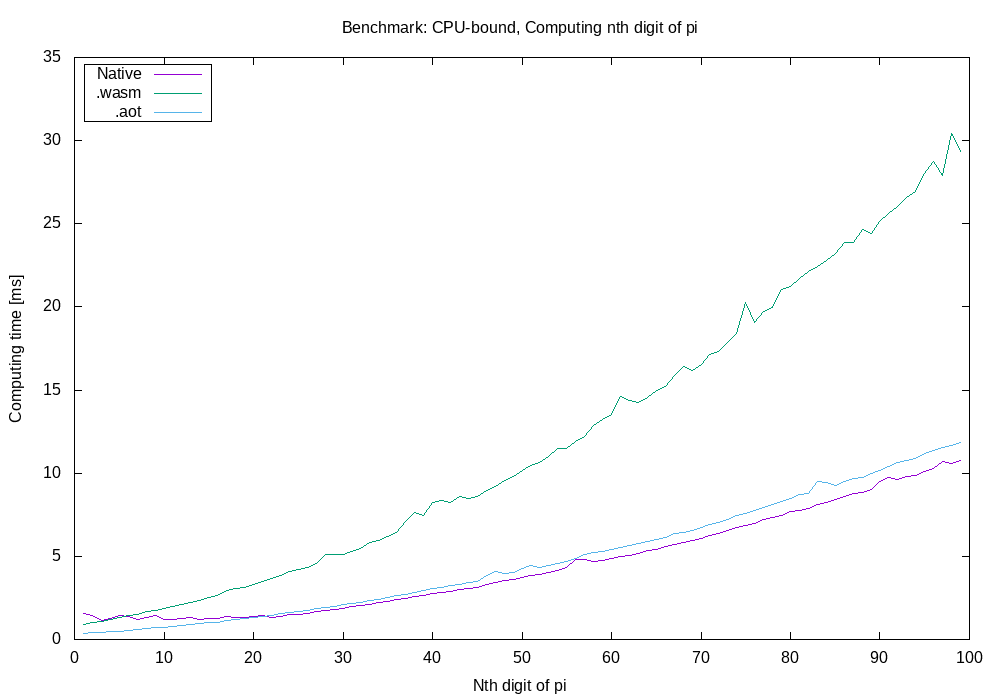 Benchmark: CPU-bound, Computing nth digit of pi
35
30
25
20
15
10
5
0
Native
.wasm
.aot
Computing time [ms]
0 10 20 30 40 50 60 70 80 90 100
Nth digit of pi